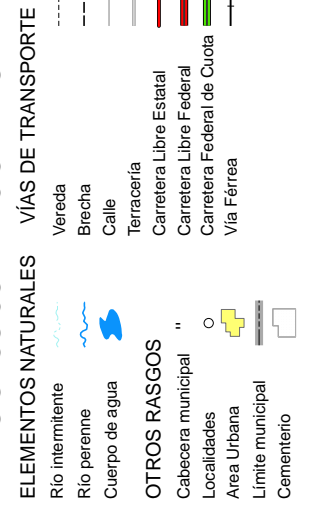 ELEMENTOS NATURALES
Río intermitente
Río perenne
Cuerpo de agua
OTROS RASGOS
Cabecera municipal "
Localidades
Area Urbana
Límite municipal
Cementerio
VÍAS DE TRANSPORTE
Vereda
Brecha
Calle
Terracería
Carretera Libre Estatal
Carretera Libre Federal
Carretera Federal de Cuota
Vía Férrea